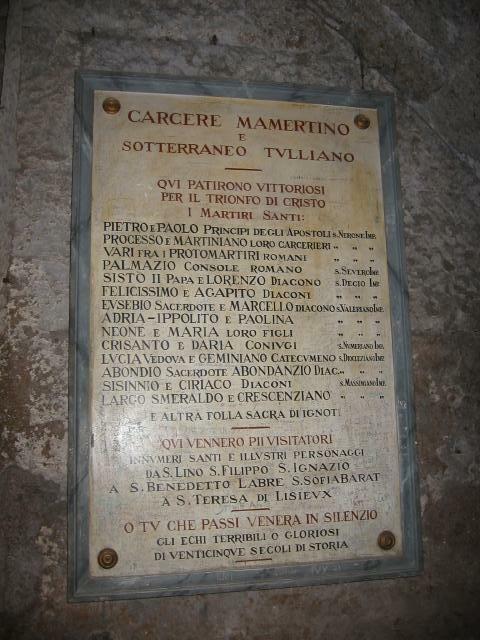 CARCERE MAMERTINO
E
SOTTERRANEO TVLLIANO
QVI PATIRONO VITTORIOSI
PER IL TRIONFO DI CRISTO
I MARTIRI SANTI:
PIETRO E PAOLO PRINCIPI DEGLI APOSTOLI S. NERONE IMP.
PROCESSO E MARTINIANO LORO CARCERIERI " " "
VARI FRA I PROTOMARTIRI ROMANI " " "
PALMAZIO CONSOLE ROMANO S. SEVERO IMP.
SISTO II PAPA E LORENZO DIACONO S. DECIO IMP.
FELICISSIMO E AGAPITO DIACONI " " "
EVSEBIO SACERDOTE E MARCELLO DIACONO S. VALERIANO IMP.
ADRIA-IPPOLITO E PAOLINA " " "
NEONE E MARIA LORO FIGLI " " "
CRISANTO E DARIA CONIVGI S. NVMERIANO IMP.
LVCIA VEDOVA E GEMINIANO CATECVMENO S. DIOCLEZIANO IMP.
ABONDIO SACERDOTE ABONDANZIO DIAC. " " "
SISINNIO E CIRIACO DIACONI S. MASSIMIANO IMP.
LARGO SMERALDO E CRESCENZIANO " " "
E ALTRA FOLLA SACRA DI IGNOTI
QVI VENNERO PII VISITATORI
INNVMERI SANTI E ILLVSTRI PERSONAGGI
DA S. LINO S. FILIPPO S. IGNAZIO
A S. BENEDETTO LABRE S. SOFIA BARAT
A S. TERESA DI LISIEVX
O TV CHE PASSI VENERA IN SILENZIO
GLI ECHI TERRIBILI O GLORIOSI
DI VENTICINQVE SECOLI DI STORIA